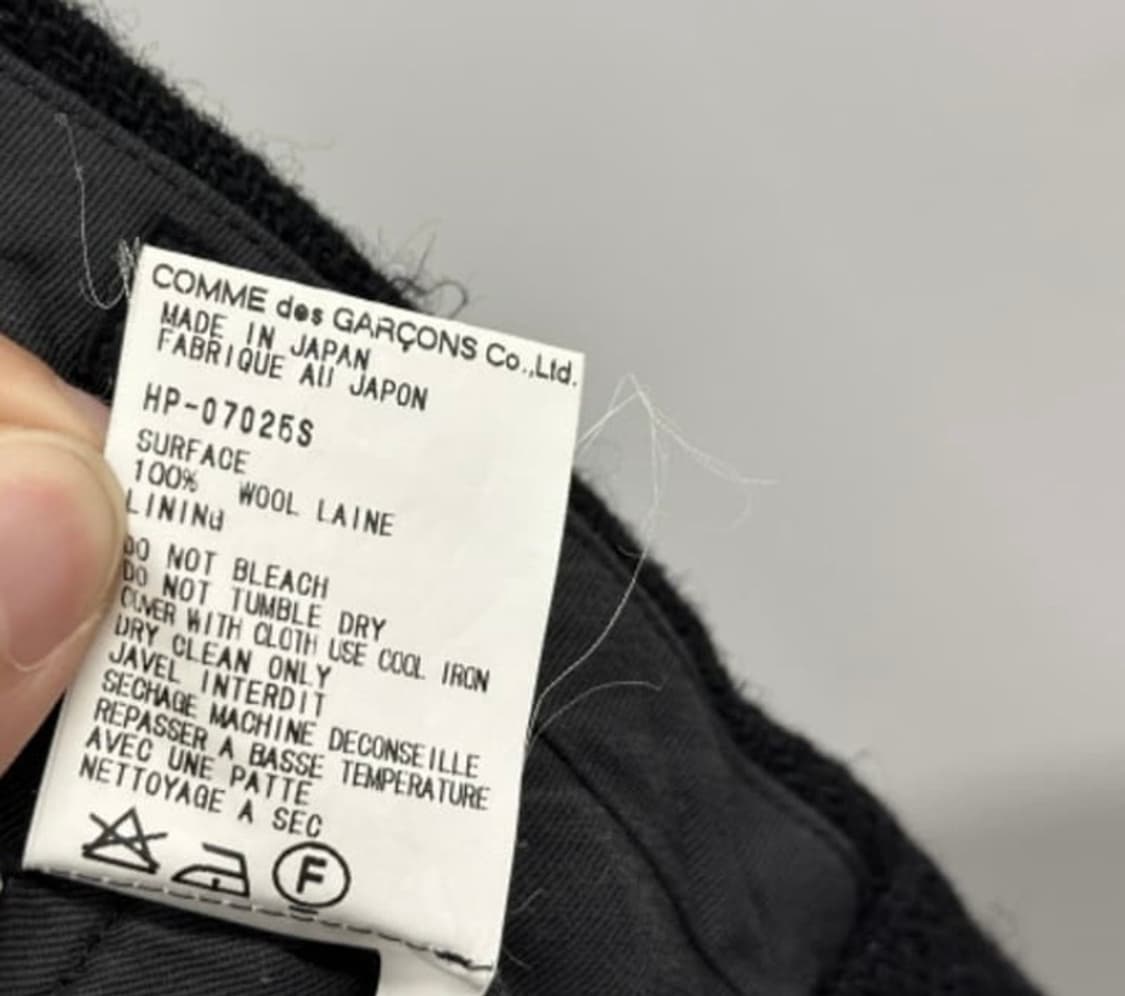 COMME des GARÇONS Co.,Ltd.
MADE IN JAPAN
FABRIQUE AU JAPON
HP-07025S
SURFACE
100% WOOL LAINE
LINING
DO NOT BLEACH
DO NOT TUMBLE DRY
COVER WITH CLOTH USE COOL IRON
DRY CLEAN ONLY
JAVEL INTERDIT
SECHAGE MACHINE DECONSEILLE
REPASSER A BASSE TEMPERATURE
AVEC UNE PATTE
NETTOYAGE A SEC
F